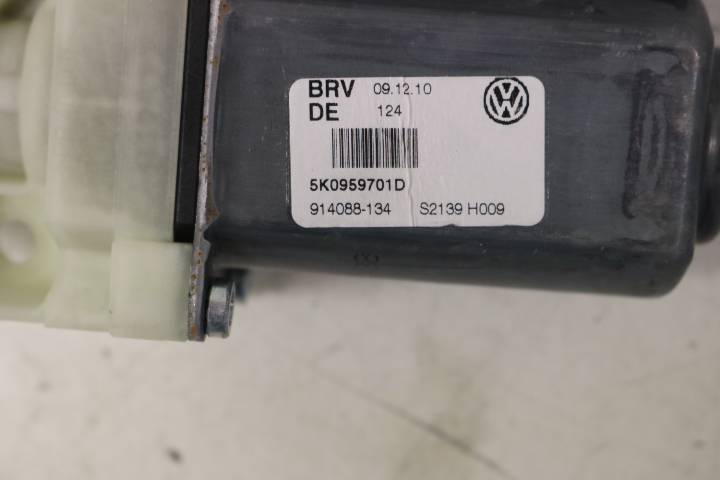 BRV 09.12.10
DE 124
5K0959701D
914088-134 S2139 H009